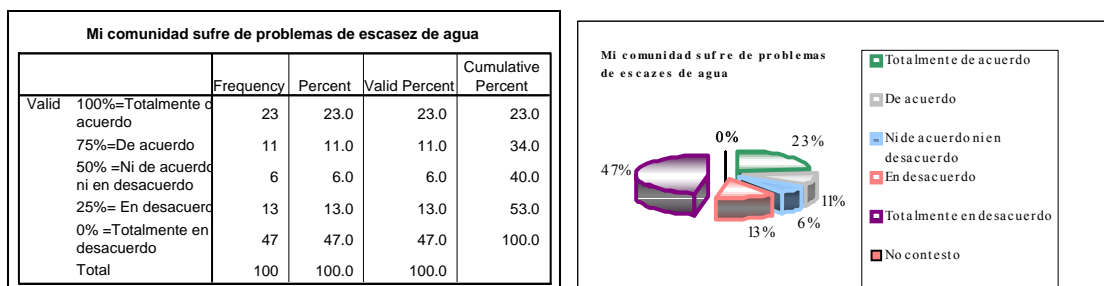 Mi comunidad sufre de problemas de escasez de agua
Frequency Percent Valid Percent Cumulative Percent
Valid 100%=Totalmente d
acuerdo 23 23.0 23.0 23.0
75%=De acuerdo 11 11.0 11.0 34.0
50% =Ni de acuerdo
ni en desacuerdo 6 6.0 6.0 40.0
25%= En desacuerd 13 13.0 13.0 53.0
0% =Totalmente en
desacuerdo 47 47.0 47.0 100.0
Total 100 100.0 100.0
Mi comunidad sufre de problemas
de escazes de agua
0%
23%
47%
11%
6%
13%
Totalmente de acuerdo
De acuerdo
Ni de acuerdo ni en
desacuerdo
En desacuerdo
Totalmente en desacuerdo
No contesto